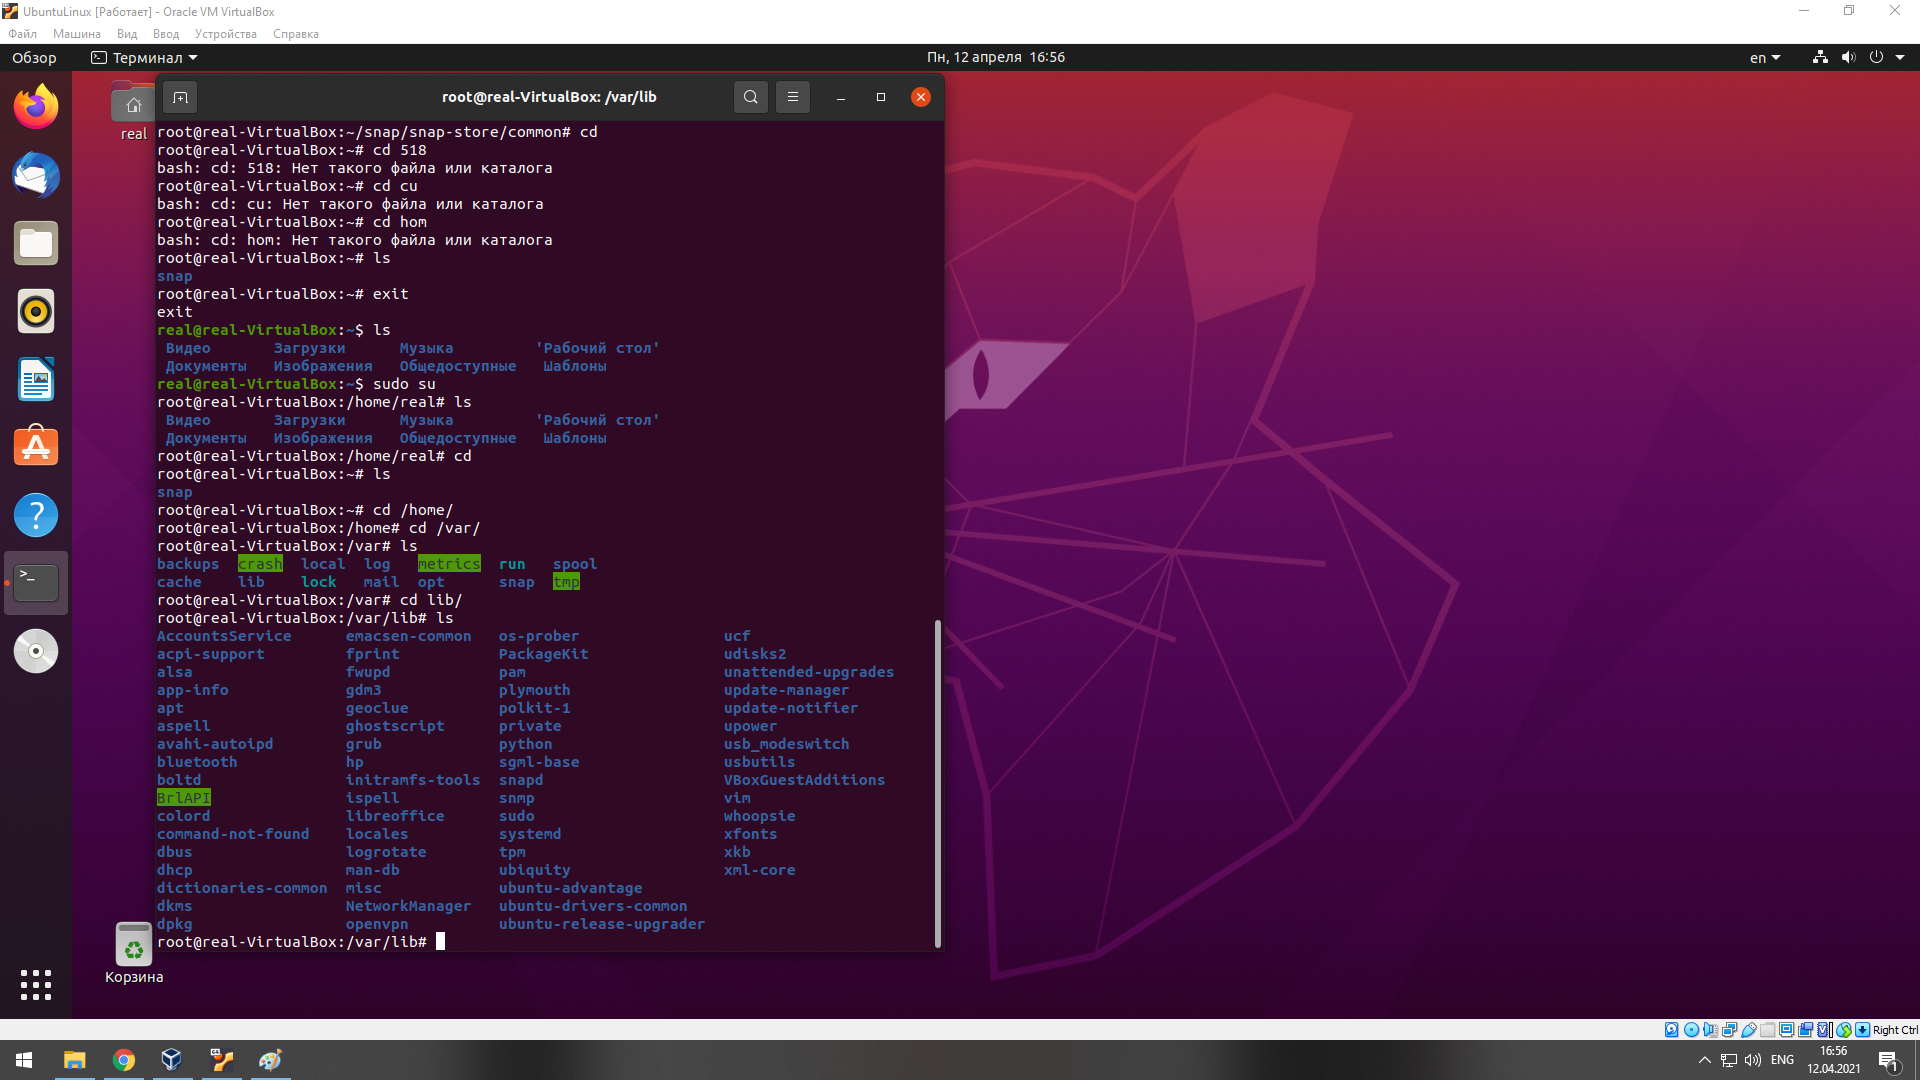 UbuntuLinux [Работает] - Oracle VM VirtualBox
Файл Машина Вид Ввод Устройства Справка
Обзор Терминал Пн, 12 апреля 16:56 en
root@real-VirtualBox: /var/lib
real
root@real-VirtualBox:~/snap/snap-store/common# cd
root@real-VirtualBox:~# cd 518
bash: cd: 518: Нет такого файла или каталога
root@real-VirtualBox:~# cd cu
bash: cd: cu: Нет такого файла или каталога
root@real-VirtualBox:~# cd hom
bash: cd: hom: Нет такого файла или каталога
root@real-VirtualBox:~# ls
snap
root@real-VirtualBox:~# exit
exit
real@real-VirtualBox:~$ ls
Видео Загрузки Музыка 'Рабочий стол'
Документы Изображения Общедоступные Шаблоны
real@real-VirtualBox:~$ sudo su
root@real-VirtualBox:/home/real# ls
Видео Загрузки Музыка 'Рабочий стол'
Документы Изображения Общедоступные Шаблоны
root@real-VirtualBox:/home/real# cd
root@real-VirtualBox:~# ls
snap
root@real-VirtualBox:~# cd /home/
root@real-VirtualBox:/home# cd /var/
root@real-VirtualBox:/var# ls
backups crash local log metrics run spool
cache lib lock mail opt snap tmp
root@real-VirtualBox:/var# cd lib/
root@real-VirtualBox:/var/lib# ls
AccountsService emacsen-common os-prober ucf
acpi-support fprint PackageKit udisks2
alsa fwupd pam unattended-upgrades
app-info gdm3 plymouth update-manager
apt geoclue polkit-1 update-notifier
aspell ghostscript private upower
avahi-autoipd grub python usb_modeswitch
bluetooth hp sgml-base usbutils
boltd initramfs-tools snapd VBoxGuestAdditions
BrlAPI ispell snmp vim
colord libreoffice sudo whoopsie
command-not-found locales systemd xfonts
dbus logrotate tpm xkb
dhcp man-db ubiquity xml-core
dictionaries-common misc ubuntu-advantage
dkms NetworkManager ubuntu-drivers-common
dpkg openvpn ubuntu-release-upgrader
root@real-VirtualBox:/var/lib#
Корзина
Right Ctrl
ENG 16:56
12.04.2021
1